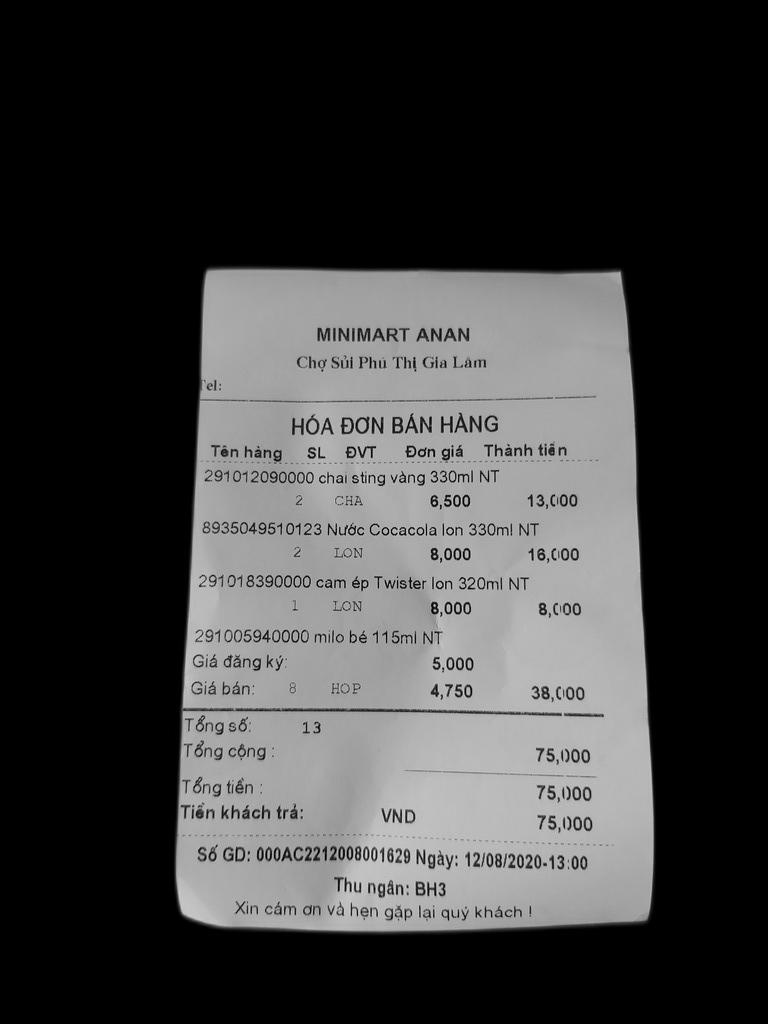 MINIMART ANAN
Chợ Sủi Phú Thị Gia Lâm
Tel:
HÓA ĐƠN BÁN HÀNG
Tên hàng SL ĐVT Đơn giá Thành tiền
291012090000 chai sting vàng 330ml NT
2 CHA 6,500 13,000
8935049510123 Nước Cocacola lon 330ml NT
2 LON 8,000 16,000
291018390000 cam ép Twister lon 320ml NT
1 LON 8,000 8,000
291005940000 milo bé 115ml NT
Giá đăng ký: 5,000
Giá bán: 8 HOP 4,750 38,000
Tổng số: 13
Tổng cộng : 75,000
Tổng tiền : 75,000
Tiền khách trả: VND 75,000
Số GD: 000AC2212008001629 Ngày: 12/08/2020-13:00
Thu ngân: BH3
Xin cám ơn và hẹn gặp lại quý khách !